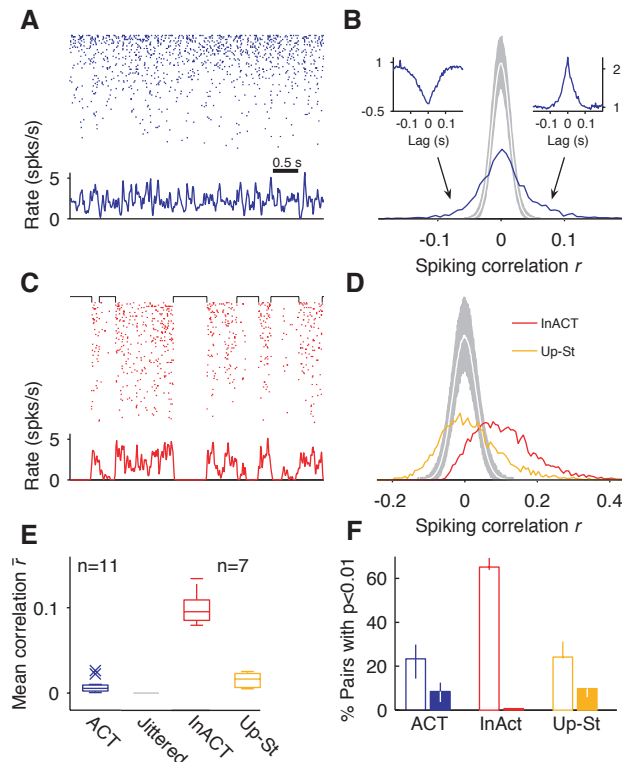 A
0.5 s
5
0
Rate (spks/s)
B
1
-0.5
-0.1 0 0.1
Lag (s)
2
1
-0.1 0 0.1
Lag (s)
-0.1 0 0.1
Spiking correlation r
C
5
0
Rate (spks/s)
D
InACT
Up-St
-0.2 0 0.2 0.4
Spiking correlation r
E
n=11 n=7
0.1
0
Mean correlation r̄
ACT Jittered InACT Up-St
F
60
40
20
0
% Pairs with p<0.01
ACT InAct Up-St